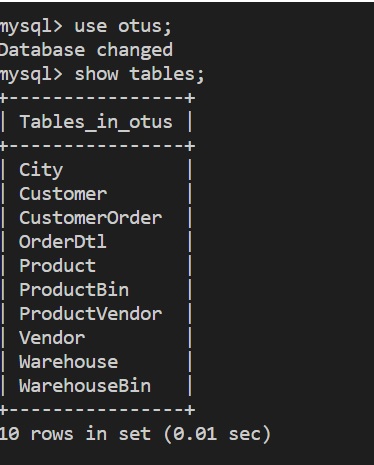 mysql> use otus;
Database changed
mysql> show tables;
+----------------+
| Tables_in_otus |
+----------------+
| City           |
| Customer       |
| CustomerOrder  |
| OrderDtl       |
| Product        |
| ProductBin     |
| ProductVendor  |
| Vendor         |
| Warehouse      |
| WarehouseBin   |
+----------------+
10 rows in set (0.01 sec)